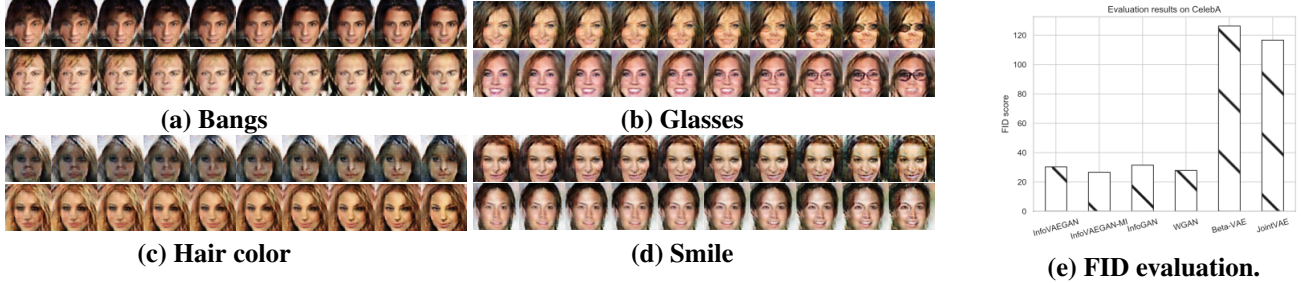 (a) Bangs
(b) Glasses
(c) Hair color
(d) Smile
Evaluation results on CelebA
FID score
120
100
80
60
40
20
0
InfoVAEGAN
InfoVAEGAN-MI
InfoGAN
WGAN
Beta-VAE
JointVAE
(e) FID evaluation.